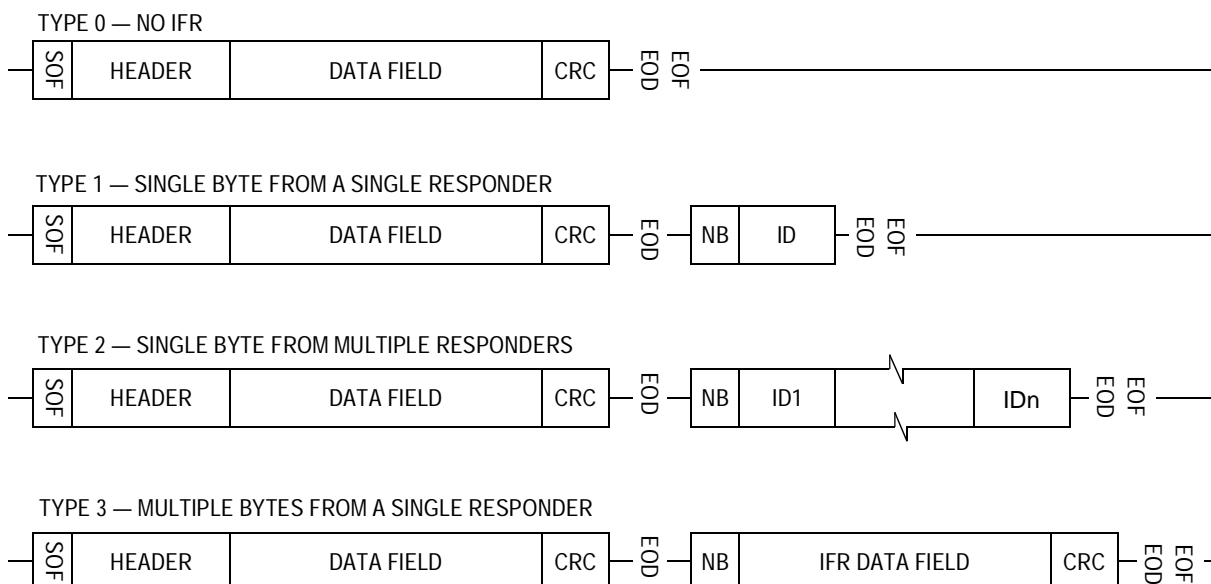 TYPE 0 — NO IFR
SOF HEADER DATA FIELD CRC EOD EOF
TYPE 1 — SINGLE BYTE FROM A SINGLE RESPONDER
SOF HEADER DATA FIELD CRC EOD NB ID EOD EOF
TYPE 2 — SINGLE BYTE FROM MULTIPLE RESPONDERS
SOF HEADER DATA FIELD CRC EOD NB ID1 IDn EOD EOF
TYPE 3 — MULTIPLE BYTES FROM A SINGLE RESPONDER
SOF HEADER DATA FIELD CRC EOD NB IFR DATA FIELD CRC EOD EOF